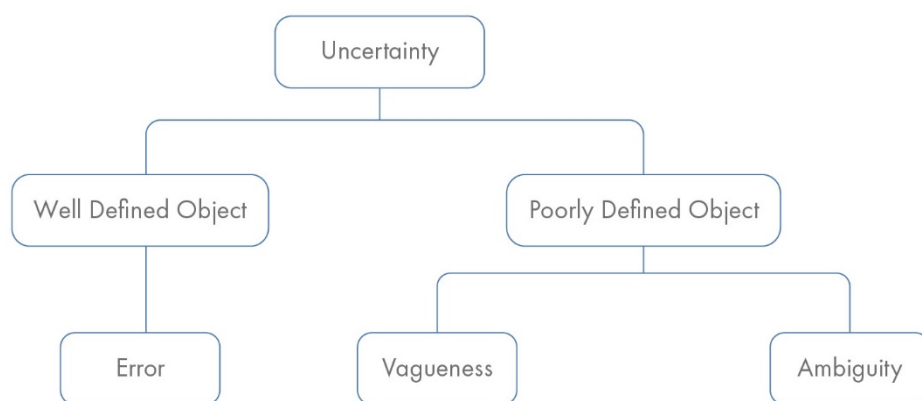 Uncertainty
Well Defined Object
Poorly Defined Object
Error
Vagueness
Ambiguity